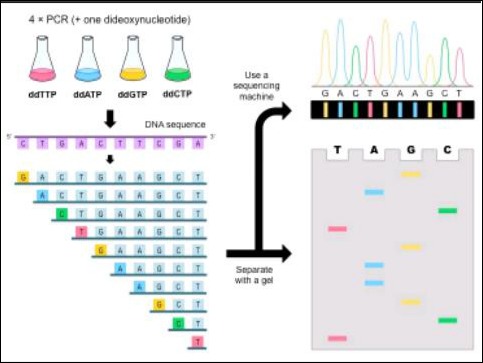 4 × PCR (+ one dideoxynucleotide)
ddTTP ddATP ddGTP ddCTP
DNA sequence
5' C T G A C T T C G A 3'
G A C T G A A G C T
A C T G A A G C T
C T G A A G C T
T G A A G C T
G A A G C T
A A G C T
A G C T
G C T
C T
T
Use a
sequencing
machine
Separate
with a gel
G A C T G A A G C T
T A G C